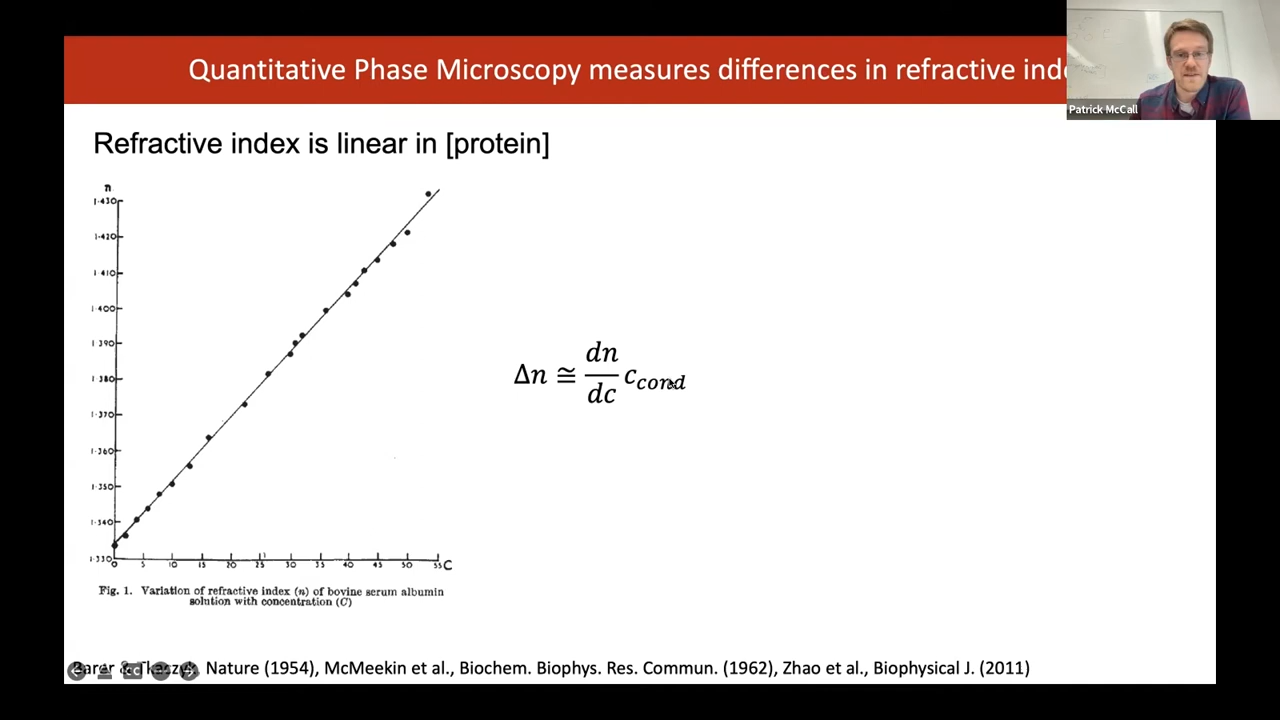 Quantitative Phase Microscopy measures differences in refractive ind
Patrick McCall
Refractive index is linear in [protein]
n
1·430
1·420
1·410
1·400
1·390
1·380
1·370
1·360
1·350
1·340
1·330
0 5 10 15 20 25 30 35 40 45 50 55 C
Δn ≅ dn/dc c_cond
Fig. 1. Variation of refractive index (n) of bovine serum albumin
solution with concentration (C)
Barer & Tkaczyk, Nature (1954), McMeekin et al., Biochem. Biophys. Res. Commun. (1962), Zhao et al., Biophysical J. (2011)